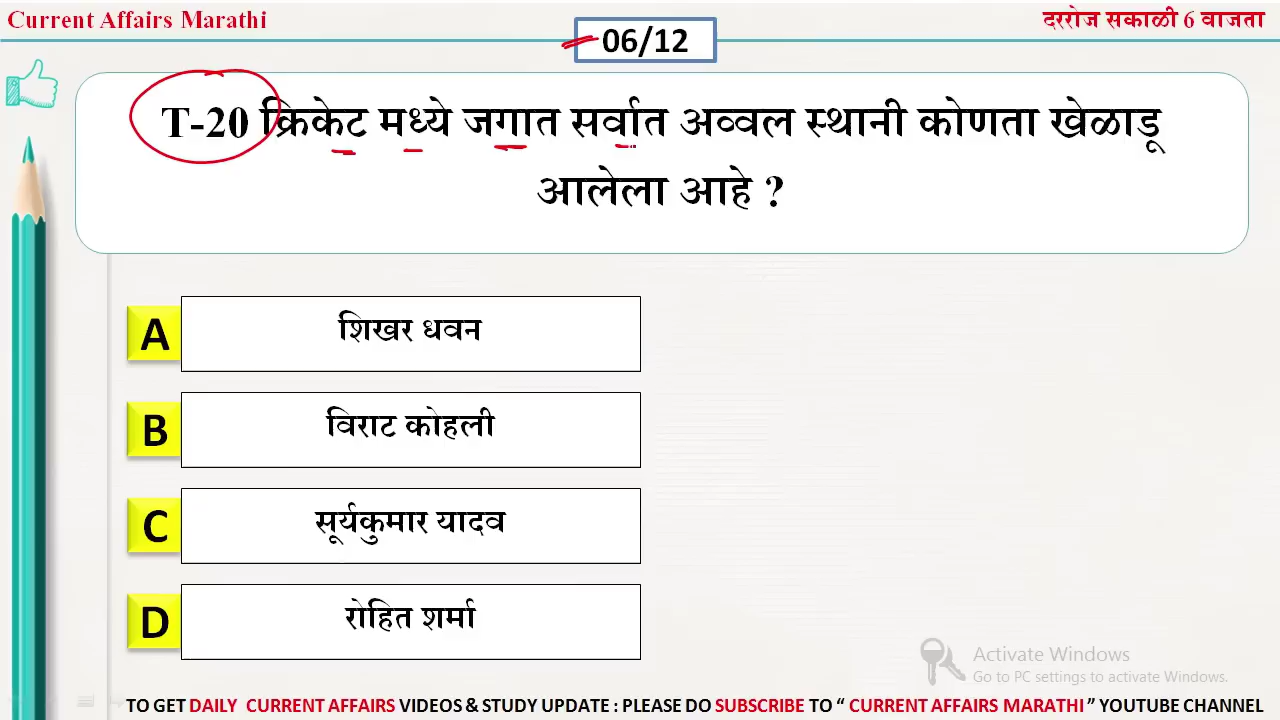 Current Affairs Marathi
दररोज सकाळी 6 वाजता
06/12
T-20 क्रिकेट मध्ये जगात सर्वात अव्वल स्थानी कोणता खेळाडू
आलेला आहे ?
A
शिखर धवन
B
विराट कोहली
C
सूर्यकुमार यादव
D
रोहित शर्मा
Activate Windows
Go to PC settings to activate Windows.
TO GET DAILY CURRENT AFFAIRS VIDEOS & STUDY UPDATE : PLEASE DO SUBSCRIBE TO “ CURRENT AFFAIRS MARATHI ” YOUTUBE CHANNEL